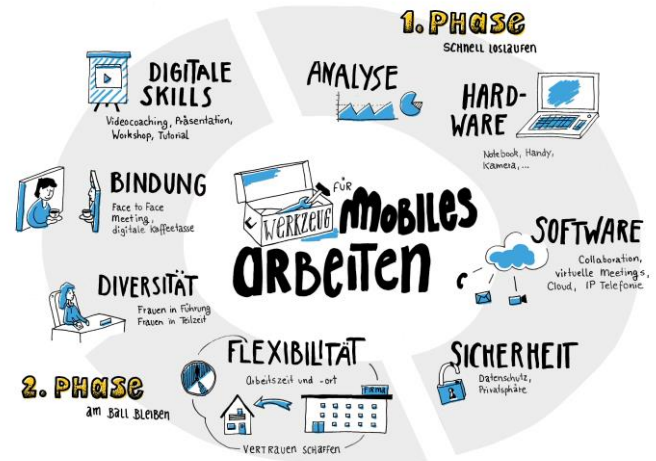 1. PHASE
SCHNELL LOSLAUFEN
ANALYSE
HARD-
WARE
Notebook, Handy,
Kamera,...
SOFTWARE
Collaboration,
virtuelle Meetings,
Cloud, IP Telefonie
SICHERHEIT
Datenschutz,
Privatsphäre
FÜR
WERKZEUG
MOBILES
ARBEITEN
2. PHASE
am Ball BLEIBEN
FLEXIBILITÄT
Arbeitszeit und -ort
FIRMA
VERTRAUEN SCHAFFEN
DIVERSITÄT
Frauen in Führung
Frauen in Teilzeit
BINDUNG
Face to Face
Meeting,
digitale Kaffeetasse
DIGITALE
SKILLS
Videocoaching, Präsentation,
Workshop, Tutorial